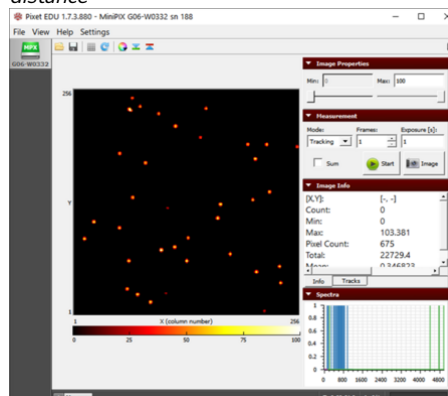 distance
Pixet EDU 1.7.3.880 - MiniPIX G06-W0332 sn 188
File View Help Settings
MPX
G06-W0332
Image Properties
Min: 0 Max: 100
Measurement
Mode: Frames: Exposure [s]:
Tracking 1 1
Sum Start Image
Image Info
[X,Y]: [-, -]
Count: 0
Min: 0
Max: 103.381
Pixel Count: 675
Total: 22729.4
Mean: 0.346823
Info Tracks
Spectra
256
Y
1
1 X (column number) 256
0 25 50 75 100
1
0.8
0.6
0.4
0.2
0
0 800 1600 2400 3200 4000 4800